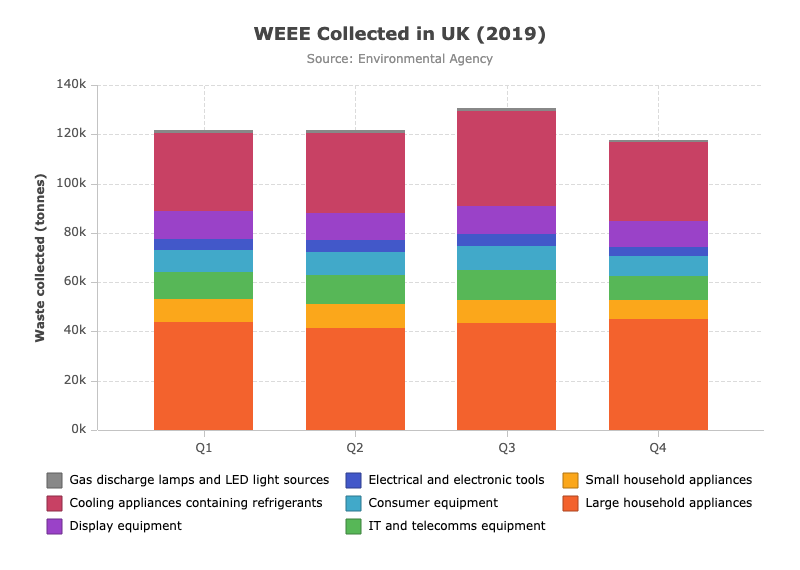 WEEE Collected in UK (2019)
Source: Environmental Agency
Waste collected (tonnes)
140k
120k
100k
80k
60k
40k
20k
0k
Q1 Q2 Q3 Q4
Gas discharge lamps and LED light sources Electrical and electronic tools Small household appliances
Cooling appliances containing refrigerants Consumer equipment Large household appliances
Display equipment IT and telecomms equipment